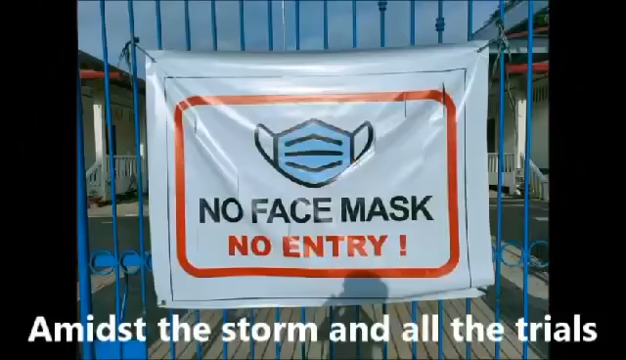 NO FACE MASK
NO ENTRY !
Amidst the storm and all the trials